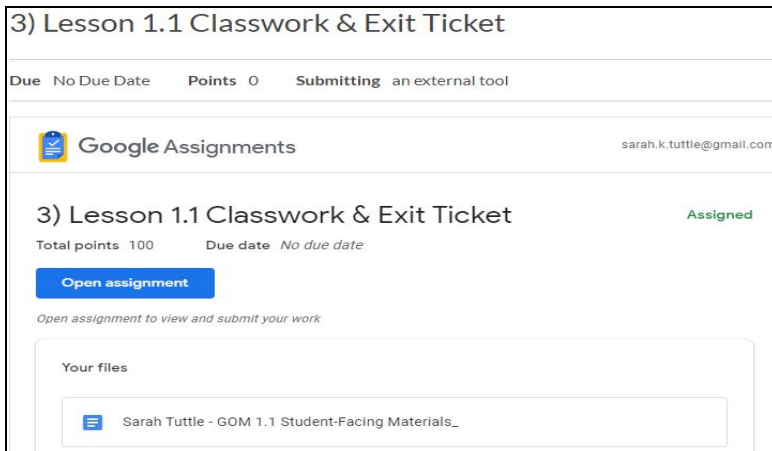 3) Lesson 1.1 Classwork & Exit Ticket
Due No Due Date Points 0 Submitting an external tool
Google Assignments sarah.k.tuttle@gmail.com
3) Lesson 1.1 Classwork & Exit Ticket Assigned
Total points 100 Due date No due date
Open assignment
Open assignment to view and submit your work
Your files
Sarah Tuttle - GOM 1.1 Student-Facing Materials_